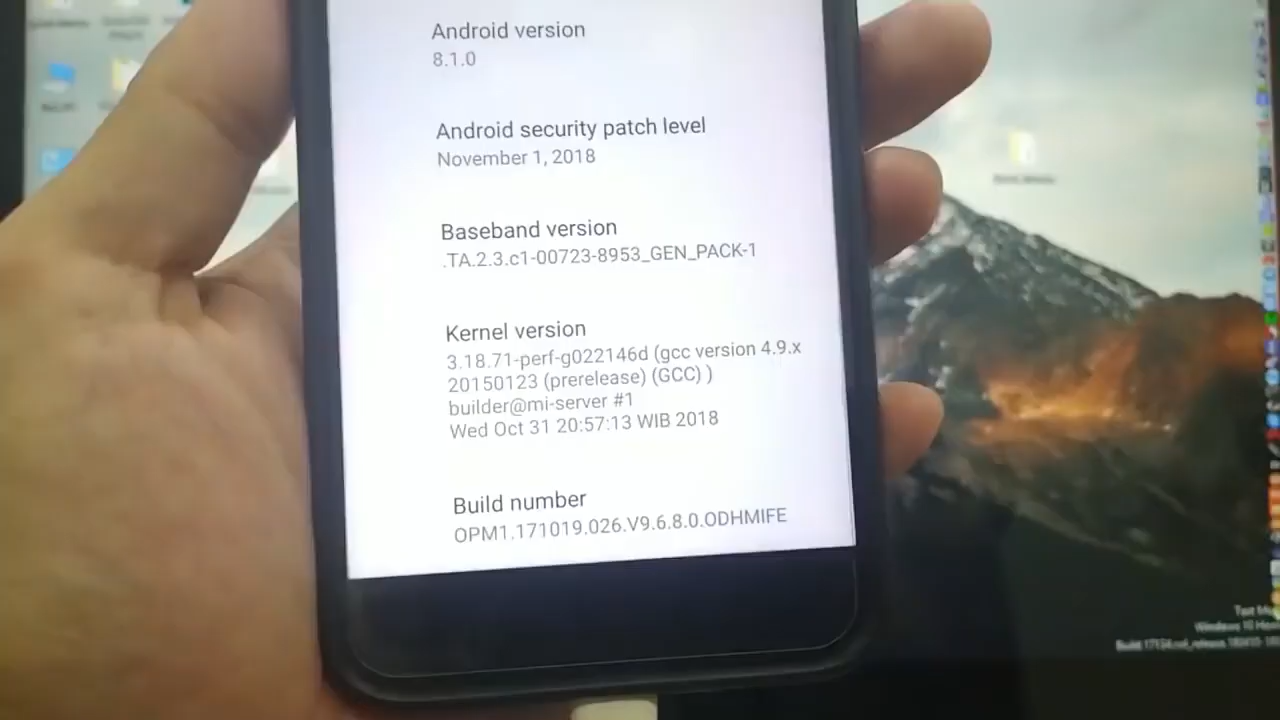 Android version
8.1.0
Android security patch level
November 1, 2018
Baseband version
.TA.2.3.c1-00723-8953_GEN_PACK-1
Kernel version
3.18.71-perf-g022146d (gcc version 4.9.x
20150123 (prerelease) (GCC) )
builder@mi-server #1
Wed Oct 31 20:57:13 WIB 2018
Build number
OPM1.171019.026.V9.6.8.0.ODHMIFE
Windows 10